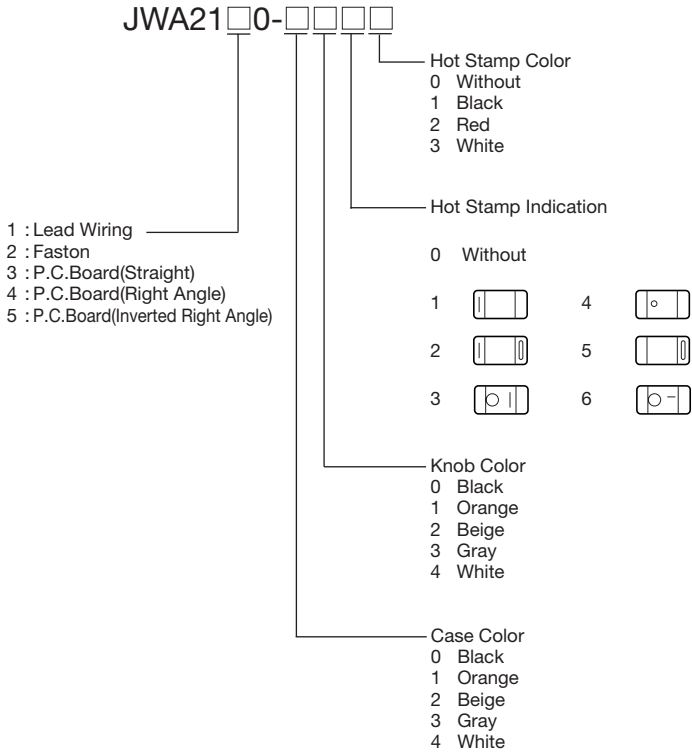 JWA21□0-□□□□
Hot Stamp Color
0 Without
1 Black
2 Red
3 White
Hot Stamp Indication
0 Without
1 4
2 5
3 6
1 : Lead Wiring
2 : Faston
3 : P.C.Board(Straight)
4 : P.C.Board(Right Angle)
5 : P.C.Board(Inverted Right Angle)
Knob Color
0 Black
1 Orange
2 Beige
3 Gray
4 White
Case Color
0 Black
1 Orange
2 Beige
3 Gray
4 White